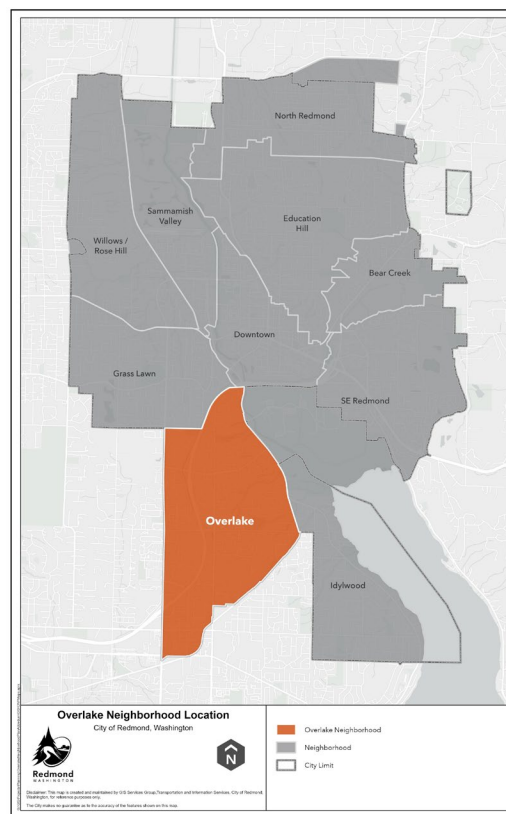 North Redmond
Sammamish
Valley
Education
Hill
Willows /
Rose Hill
Bear Creek
Downtown
Grass Lawn
SE Redmond
Overlake
Idylwood
Overlake Neighborhood Location
City of Redmond, Washington
Redmond
WASHINGTON
N
Overlake Neighborhood
Neighborhood
City Limit
Disclaimer: This map is created and maintained by GIS Services Group,Transportation and Information Services, City of Redmond,
Washington, for reference purposes only.
The City makes no guarantee as to the accuracy of the features shown on this map.